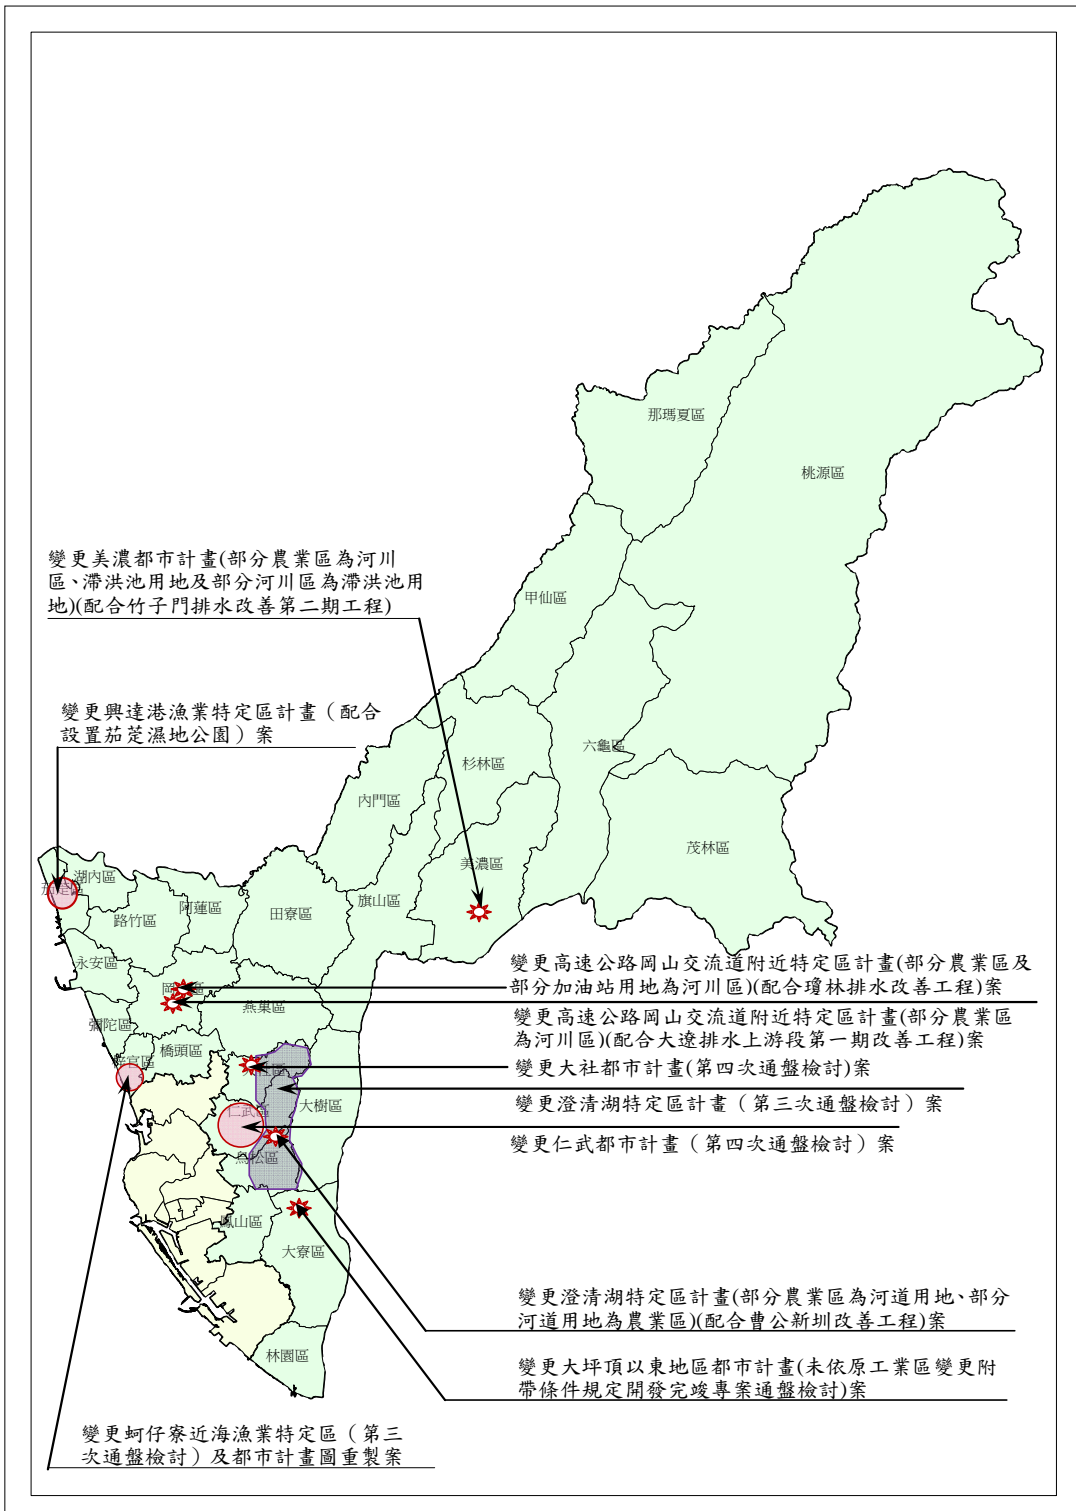 那瑪夏區
桃源區
變更美濃都市計畫(部分農業區為河川
區、滯洪池用地及部分河川區為滯洪池用
地)(配合竹子門排水改善第二期工程)
甲仙區
變更興達港漁業特定區計畫（配合
設置茄萣濕地公園）案
六龜區
杉林區
內門區
茂林區
美濃區
湖內區
茄萣區
阿蓮區
旗山區
路竹區
田寮區
永安區
變更高速公路岡山交流道附近特定區計畫(部分農業區及
部分加油站用地為河川區)(配合瓊林排水改善工程)案
燕巢區
彌陀區
變更高速公路岡山交流道附近特定區計畫(部分農業區
為河川區)(配合大遼排水上游段第一期改善工程)案
橋頭區
變更大社都市計畫(第四次通盤檢討)案
大樹區
仁武區
變更澄清湖特定區計畫（第三次通盤檢討）案
變更仁武都市計畫（第四次通盤檢討）案
鳥松區
鳳山區
大寮區
變更澄清湖特定區計畫(部分農業區為河道用地、部分
河道用地為農業區)(配合曹公新圳改善工程)案
林園區
變更大坪頂以東地區都市計畫(未依原工業區變更附
帶條件規定開發完竣專案通盤檢討)案
變更蚵仔寮近海漁業特定區（第三
次通盤檢討）及都市計畫圖重製案